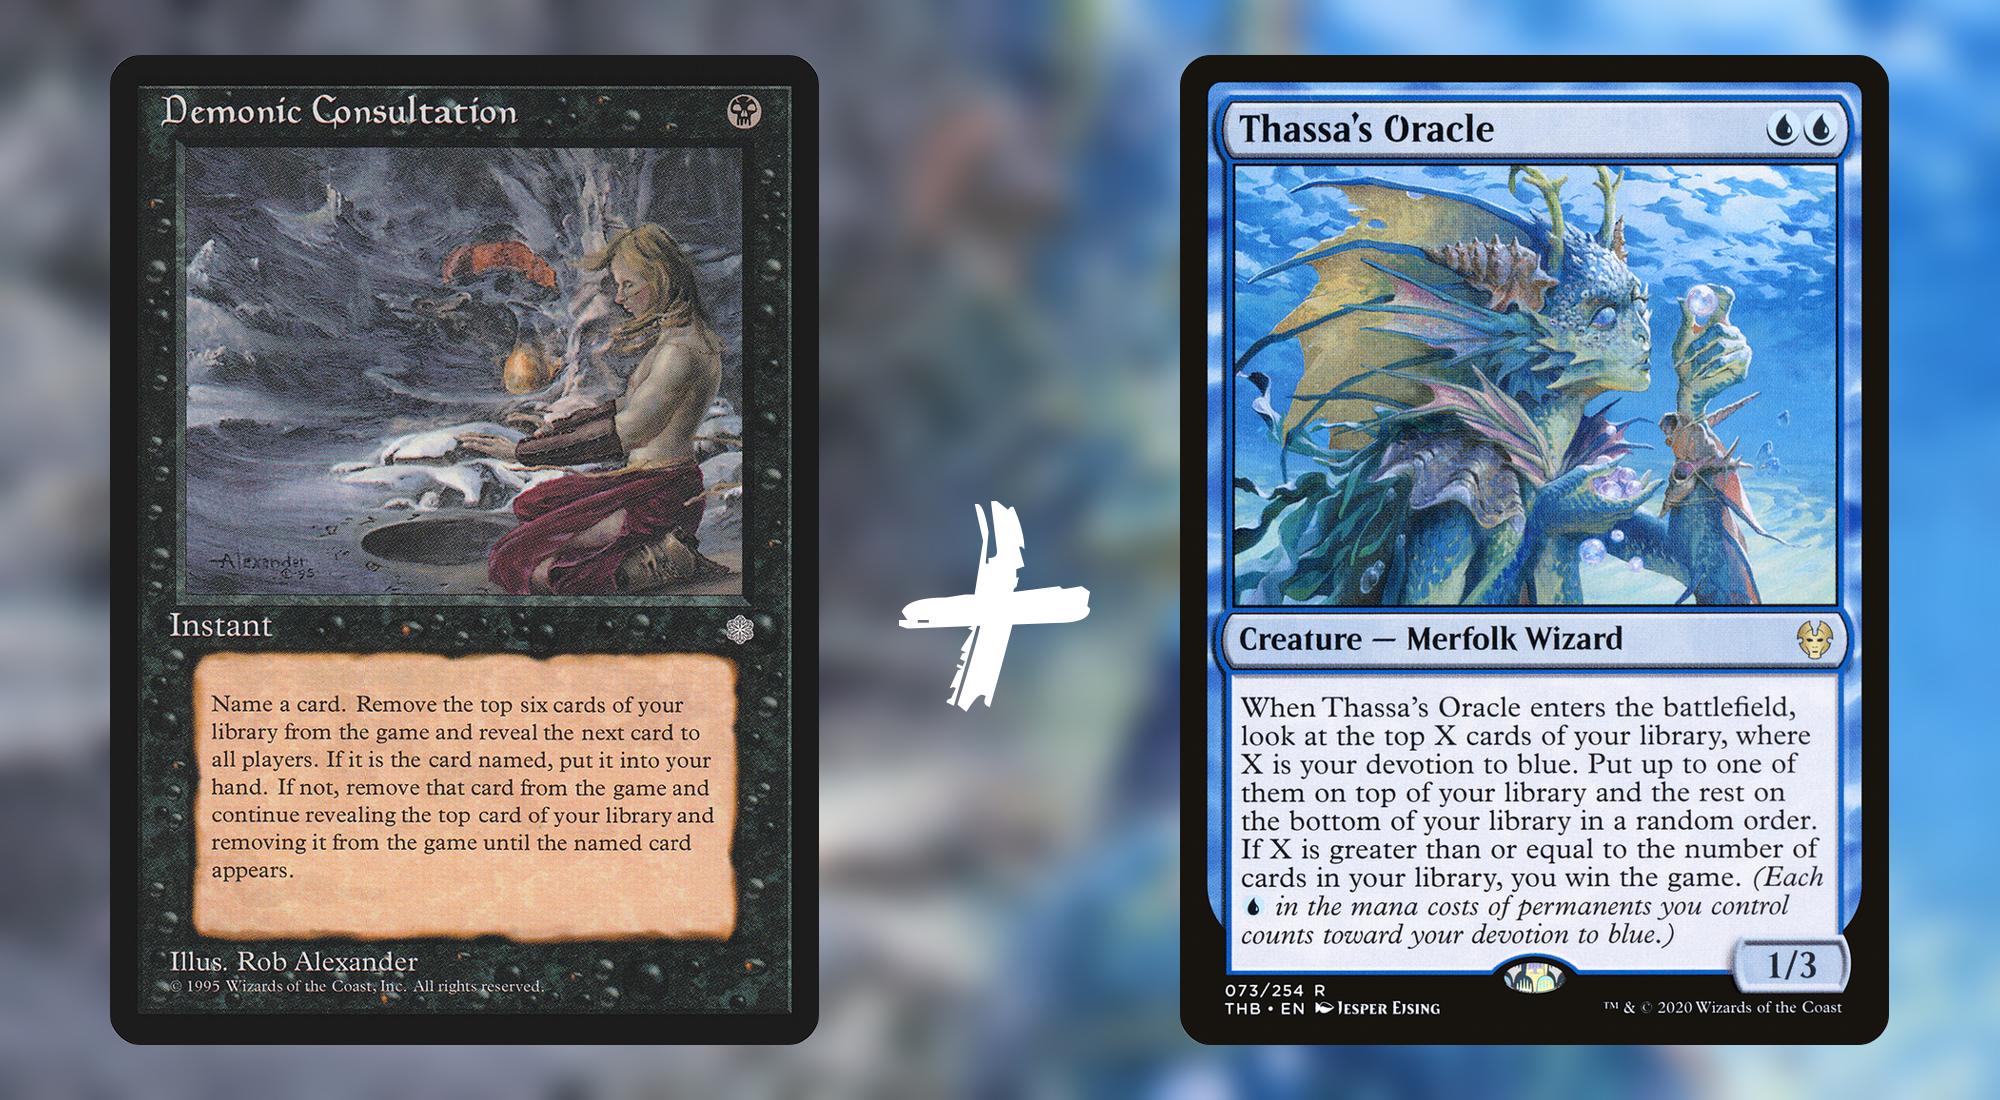 Demonic Consultation
Alexander
© 95
Instant
Name a card. Remove the top six cards of your
library from the game and reveal the next card to
all players. If it is the card named, put it into your
hand. If not, remove that card from the game and
continue revealing the top card of your library and
removing it from the game until the named card
appears.
Illus. Rob Alexander
© 1995 Wizards of the Coast, Inc. All rights reserved.
Thassa's Oracle
Creature — Merfolk Wizard
When Thassa's Oracle enters the battlefield,
look at the top X cards of your library, where
X is your devotion to blue. Put up to one of
them on top of your library and the rest on
the bottom of your library in a random order.
If X is greater than or equal to the number of
cards in your library, you win the game. (Each
in the mana costs of permanents you control
counts toward your devotion to blue.)
1/3
073/254 R
THB • EN Jesper Ejsing
™ & © 2020 Wizards of the Coast